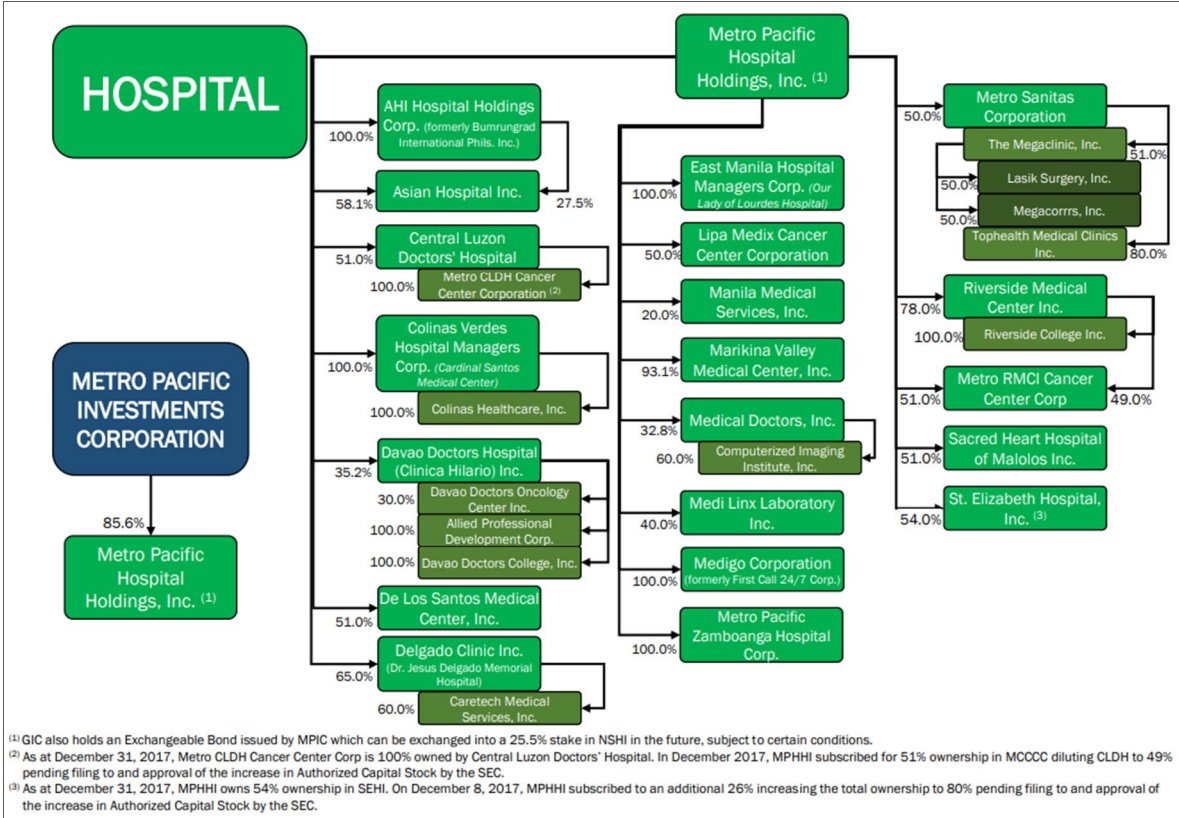 HOSPITAL
METRO PACIFIC
INVESTMENTS
CORPORATION
85.6%
Metro Pacific
Hospital
Holdings, Inc. (1)
Metro Pacific
Hospital
Holdings, Inc. (1)
AHI Hospital Holdings
Corp. (formerly Bumrungrad
International Phils. Inc.)
100.0%
Asian Hospital Inc.
58.1%
27.5%
Central Luzon
Doctors' Hospital
51.0%
Metro CLDH Cancer
Center Corporation (2)
100.0%
Colinas Verdes
Hospital Managers
Corp. (Cardinal Santos
Medical Center)
100.0%
Colinas Healthcare, Inc.
100.0%
Davao Doctors Hospital
(Clinica Hilario) Inc.
35.2%
Davao Doctors Oncology
Center Inc.
30.0%
Allied Professional
Development Corp.
100.0%
Davao Doctors College, Inc.
100.0%
De Los Santos Medical
Center, Inc.
51.0%
Delgado Clinic Inc.
(Dr. Jesus Delgado Memorial
Hospital)
65.0%
Caretech Medical
Services, Inc.
60.0%
East Manila Hospital
Managers Corp. (Our
Lady of Lourdes Hospital)
100.0%
Lipa Medix Cancer
Center Corporation
50.0%
Manila Medical
Services, Inc.
20.0%
Marikina Valley
Medical Center, Inc.
93.1%
Medical Doctors, Inc.
32.8%
Computerized Imaging
Institute, Inc.
60.0%
Medi Linx Laboratory
Inc.
40.0%
Medigo Corporation
(formerly First Call 24/7 Corp.)
100.0%
Metro Pacific
Zamboanga Hospital
Corp.
100.0%
Metro Sanitas
Corporation
50.0%
The Megaclinic, Inc.
51.0%
Lasik Surgery, Inc.
50.0%
Megacorrrs, Inc.
50.0%
Tophealth Medical Clinics
Inc.
80.0%
Riverside Medical
Center Inc.
78.0%
Riverside College Inc.
100.0%
Metro RMCI Cancer
Center Corp
51.0%
49.0%
Sacred Heart Hospital
of Malolos Inc.
51.0%
St. Elizabeth Hospital,
Inc. (3)
54.0%
(1) GIC also holds an Exchangeable Bond issued by MPIC which can be exchanged into a 25.5% stake in NSHI in the future, subject to certain conditions.
(2) As at December 31, 2017, Metro CLDH Cancer Center Corp is 100% owned by Central Luzon Doctors' Hospital. In December 2017, MPHHI subscribed for 51% ownership in MCCCC diluting CLDH to 49%
pending filing to and approval of the increase in Authorized Capital Stock by the SEC.
(3) As at December 31, 2017, MPHHI owns 54% ownership in SEHI. On December 8, 2017, MPHHI subscribed to an additional 26% increasing the total ownership to 80% pending filing to and approval of
the increase in Authorized Capital Stock by the SEC.